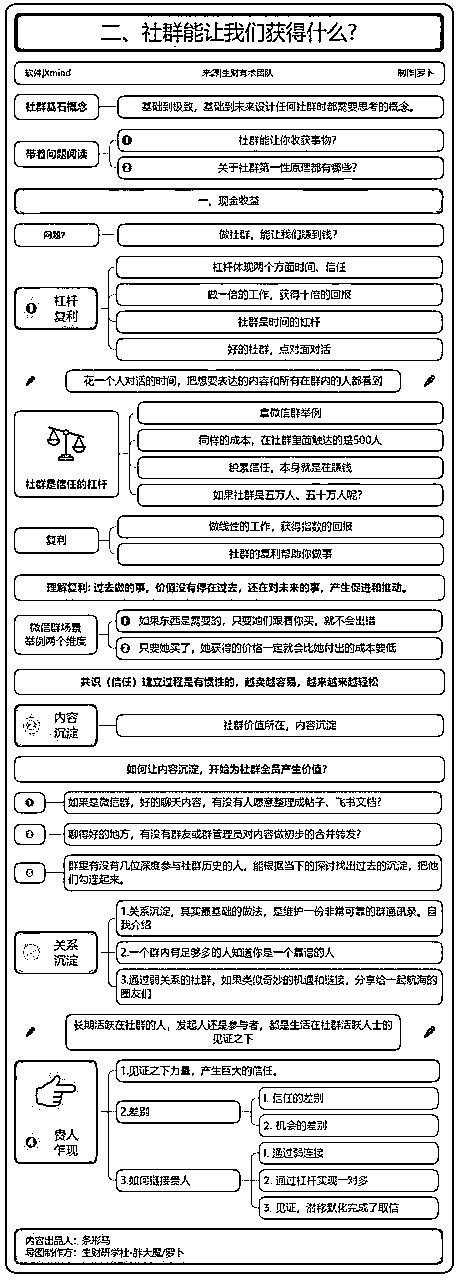 二、社群能让我们获得什么？
软件|Xmind
来源|生财有术团队
制作|萝卜
社群基石概念
基础到极致，基础到未来设计任何社群时都需要思考的概念。
带着问题阅读
1 社群能让你收获事物？
2 关于社群第一性原理都有哪些？
一、现金收益
问题？
做社群，能让我们赚到钱？
1 杠杆
复利
杠杆体现两个方面时间、信任
做一倍的工作，获得十倍的回报
社群是时间的杠杆
好的社群，点对面对话
花一个人对话的时间，把想要表达的内容和所有在群内的人都看到
社群是信任的杠杆
拿微信群举例
同样的成本，在社群里面触达的是500人
积累信任，本身就是在赚钱
如果社群是五万人、五十万人呢？
复利
做线性的工作，获得指数的回报
社群的复利帮助你做事
理解复利：过去做的事，价值没有停在过去，还在对未来的事，产生促进和推动。
微信群场景
举例两个维度
1 如果东西是需要的，只要她们跟着你买，就不会出错
2 只要她买了，她获得的价格一定就会比她付出的成本要低
共识（信任）建立过程是有惯性的，越卖越容易，越来越来越轻松
2 内容
沉淀
社群价值所在，内容沉淀
如何让内容沉淀，开始为社群全员产生价值？
1 如果是微信群，好的聊天内容，有没有人愿意整理成帖子、飞书文档？
2 聊得好的地方，有没有群友或群管理员对内容做初步的合并转发？
3 群里有没有几位深度参与社群历史的人，能根据当下的探讨找出过去的沉淀，把他
们勾连起来。
3 关系
沉淀
1.关系沉淀，其实最基础的做法，是维护一份非常可靠的群通讯录。自
我介绍
2.一个群内有足够多的人知道你是一个靠谱的人
3.通过弱关系的社群，如果类似奇妙的机遇和链接，分享给一起航海的
圈友们
长期活跃在社群的人，发起人还是参与者，都是生活在社群活跃人士的
见证之下
4 贵人
乍现
1.见证之下力量，产生巨大的信任。
2.差别
1. 信任的差别
2. 机会的差别
3.如何链接贵人
1. 通过弱连接
2. 通过杠杆实现一对多
3. 见证，潜移默化完成了取信
内容出品人：条形马
导图制作方：生财研学社-胖大魔/萝卜